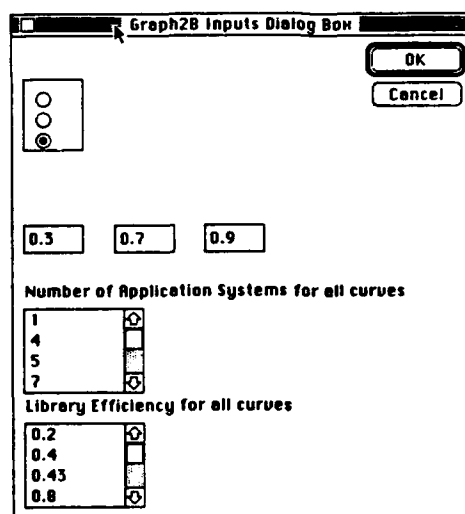 Graph2B Inputs Dialog Box
OK
Cancel
0.3 0.7 0.9
Number of Application Systems for all curves
1
4
5
7
Library Efficiency for all curves
0.2
0.4
0.43
0.8